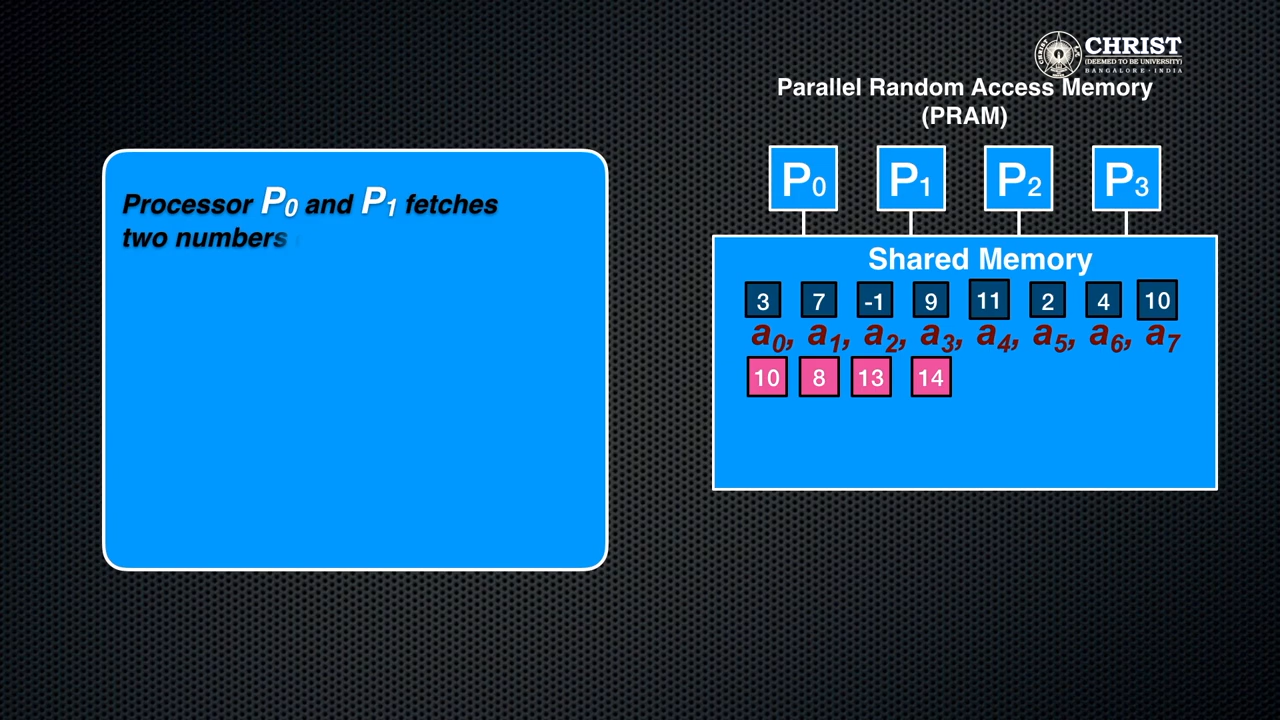 CHRIST
(DEEMED TO BE UNIVERSITY)
BANGALORE · INDIA
Parallel Random Access Memory
(PRAM)
P0 P1 P2 P3
Processor P0 and P1 fetches
two numbers
Shared Memory
3 7 -1 9 11 2 4 10
a0, a1, a2, a3, a4, a5, a6, a7
10 8 13 14